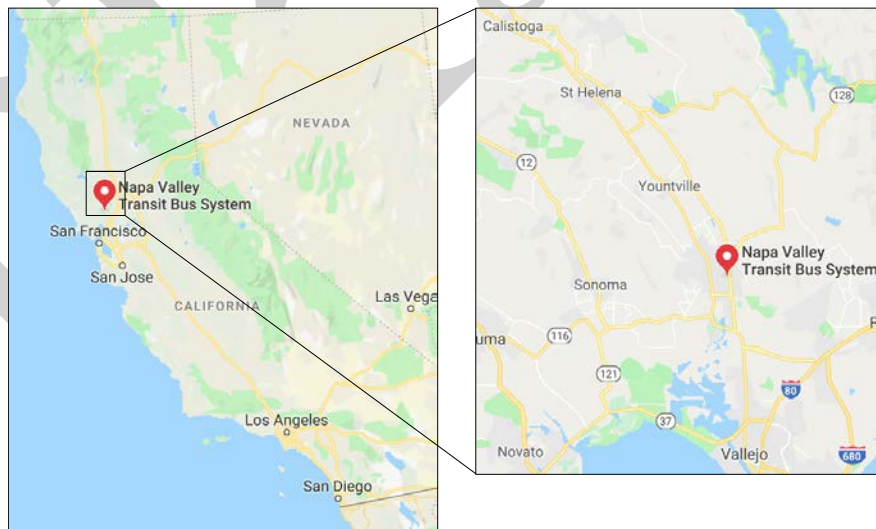 NEVADA
Napa Valley
Transit Bus System
San Francisco
San Jose
CALIFORNIA
Las Vega
Los Angeles
San Diego
Calistoga
St Helena
128
12
Yountville
Napa Valley
Transit Bus System
Sonoma
uma
116
R
121
80
37
Novato
Vallejo
680